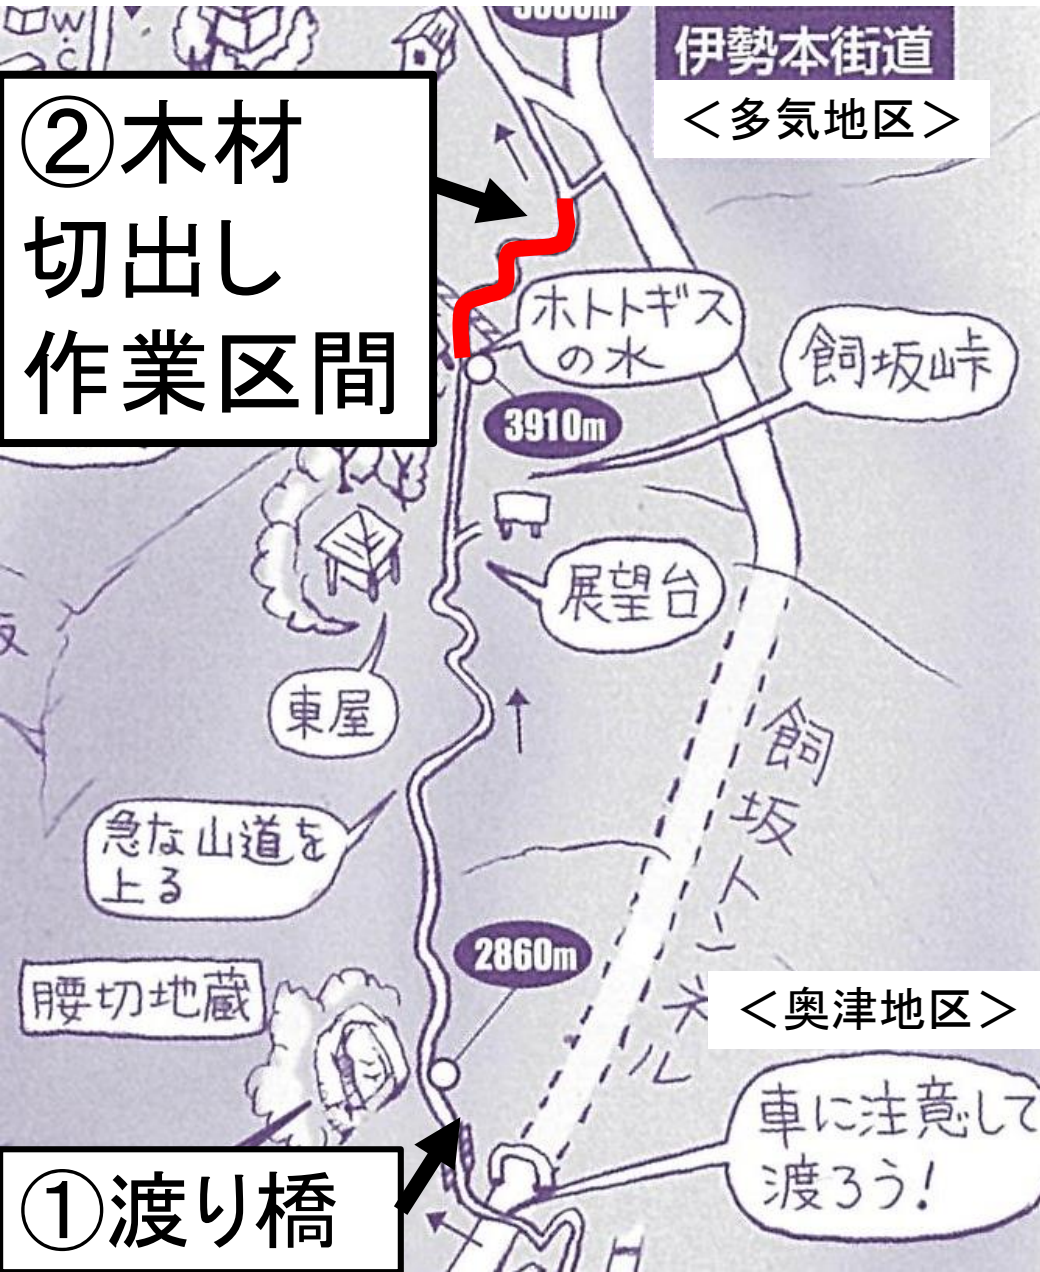 W.
C
伊勢本街道
＜多気地区＞
②木材
切出し
作業区間
ホトトギス
の水
飼坂峠
3910m
展望台
東屋
飼坂トンネル
急な山道を
上る
2860m
腰切地蔵
＜奥津地区＞
車に注意して
渡ろう!
①渡り橋